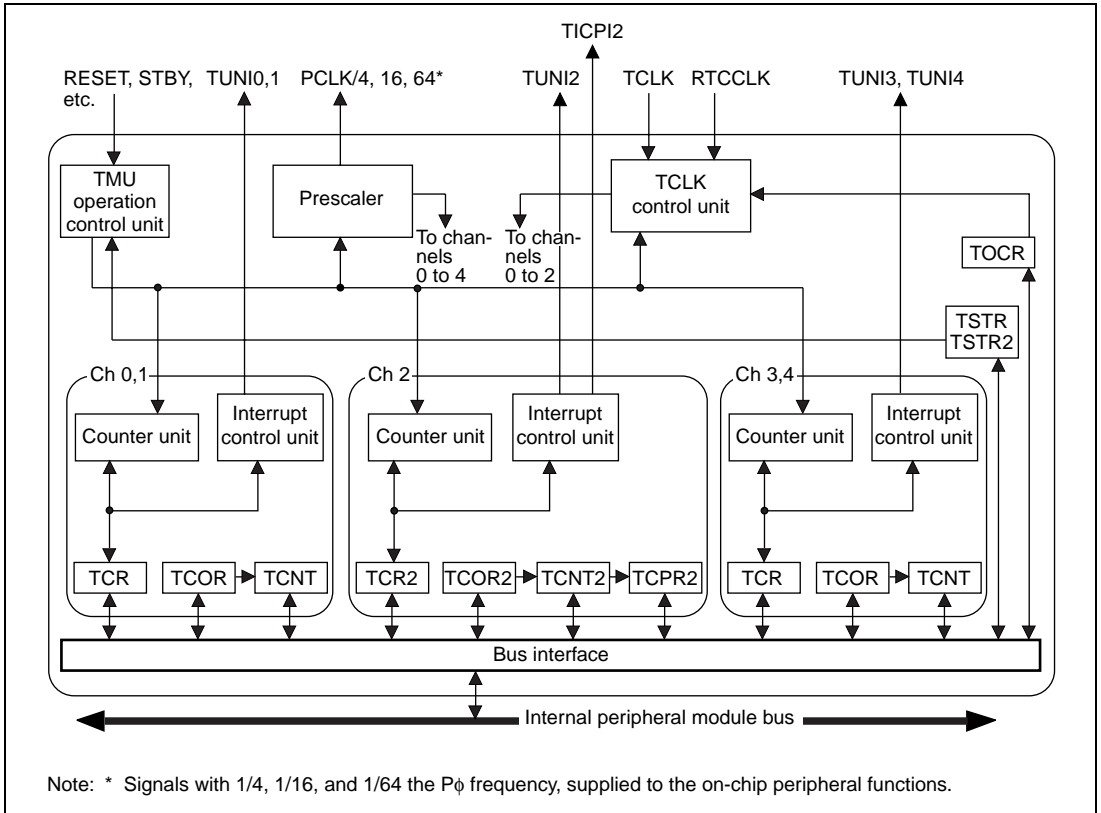 TICPI2
RESET, STBY,
etc.
TUNI0,1
PCLK/4, 16, 64*
TUNI2
TCLK
RTCCLK
TUNI3, TUNI4
TMU
operation
control unit
Prescaler
To chan-
nels
0 to 4
To chan-
nels
0 to 2
TCLK
control unit
TOCR
TSTR
TSTR2
Ch 0,1
Counter unit
Interrupt
control unit
TCR
TCOR
TCNT
Ch 2
Counter unit
Interrupt
control unit
TCR2
TCOR2
TCNT2
TCPR2
Ch 3,4
Counter unit
Interrupt
control unit
TCR
TCOR
TCNT
Bus interface
Internal peripheral module bus
Note: * Signals with 1/4, 1/16, and 1/64 the Pϕ frequency, supplied to the on-chip peripheral functions.